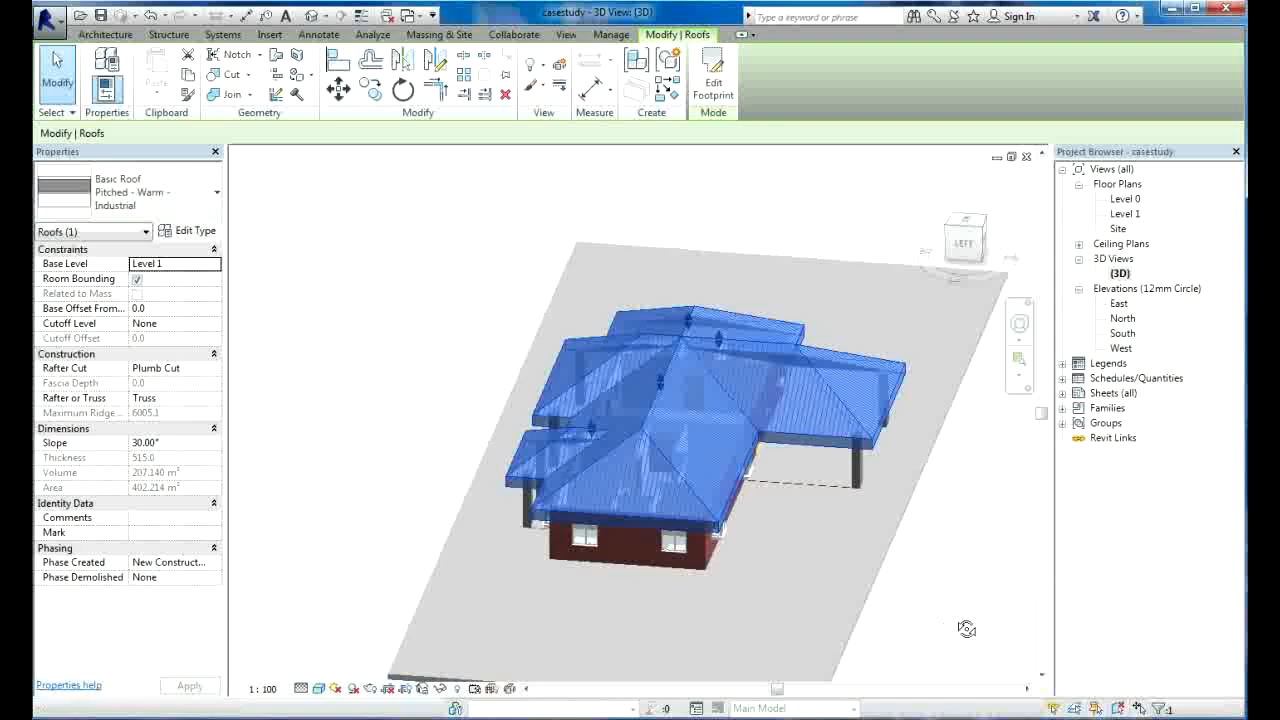 casestudy - 3D View: {3D}
Type a keyword or phrase
Sign In
Architecture Structure Systems Insert Annotate Analyze Massing & Site Collaborate View Manage Modify | Roofs
Modify
Paste
Notch
Cut
Join
Edit
Footprint
Select Properties Clipboard Geometry Modify View Measure Create Mode
Modify | Roofs
Properties
Basic Roof
Pitched - Warm -
Industrial
Roofs (1)
Edit Type
Constraints
Base Level Level 1
Room Bounding
Related to Mass
Base Offset From... 0.0
Cutoff Level None
Cutoff Offset 0.0
Construction
Rafter Cut Plumb Cut
Fascia Depth 0.0
Rafter or Truss Truss
Maximum Ridge ... 6005.1
Dimensions
Slope 30.00°
Thickness 515.0
Volume 207.140 m³
Area 402.214 m²
Identity Data
Comments
Mark
Phasing
Phase Created New Construct...
Phase Demolished None
Properties help
Apply
LEFT
1 : 100
:0
Main Model
:1
Project Browser - casestudy
Views (all)
Floor Plans
Level 0
Level 1
Site
Ceiling Plans
3D Views
{3D}
Elevations (12mm Circle)
East
North
South
West
Legends
Schedules/Quantities
Sheets (all)
Families
Groups
Revit Links